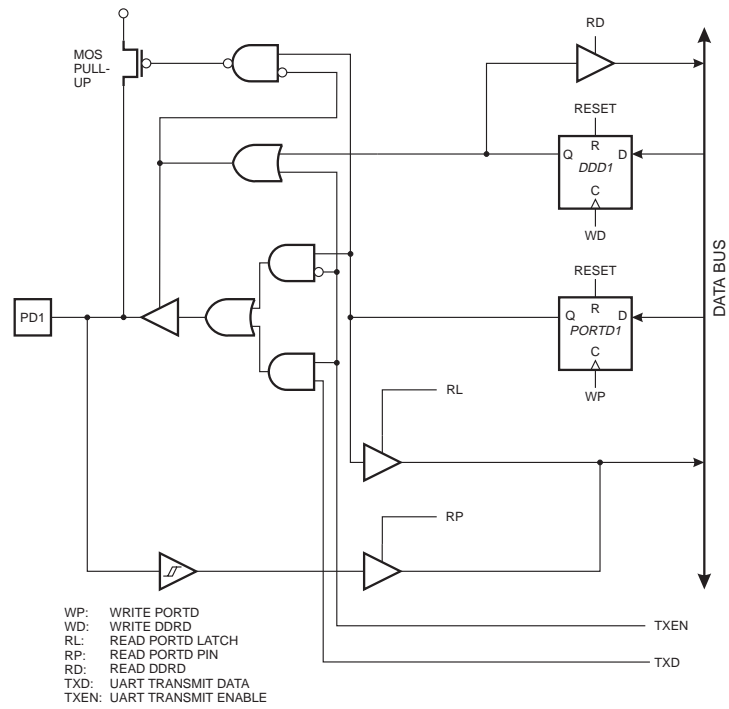 RD
MOS
PULL-
UP
RESET
R
Q
D
DDD1
C
WD
DATA BUS
RESET
R
Q
D
PORTD1
C
WP
PD1
RL
RP
WP: WRITE PORTD
WD: WRITE DDRD
RL: READ PORTD LATCH
RP: READ PORTD PIN
RD: READ DDRD
TXD: UART TRANSMIT DATA
TXEN: UART TRANSMIT ENABLE
TXEN
TXD